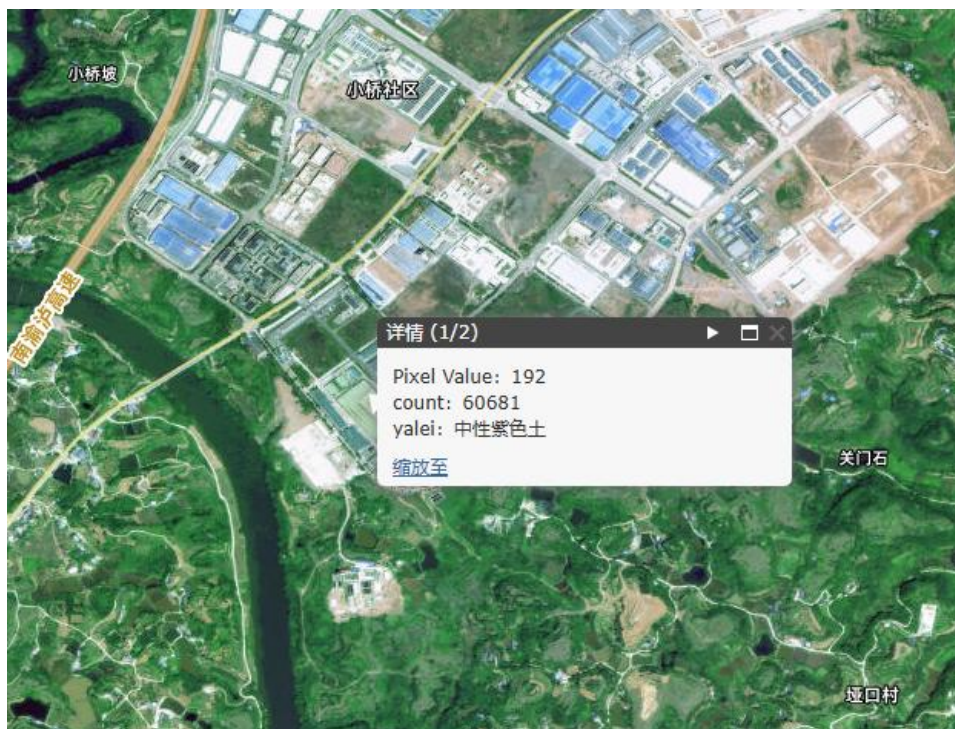 小桥坡
小桥社区
南渝泸高速
详情 (1/2)
Pixel Value: 192
count: 60681
yalei: 中性紫色土
缩放至
关门石
垭口村